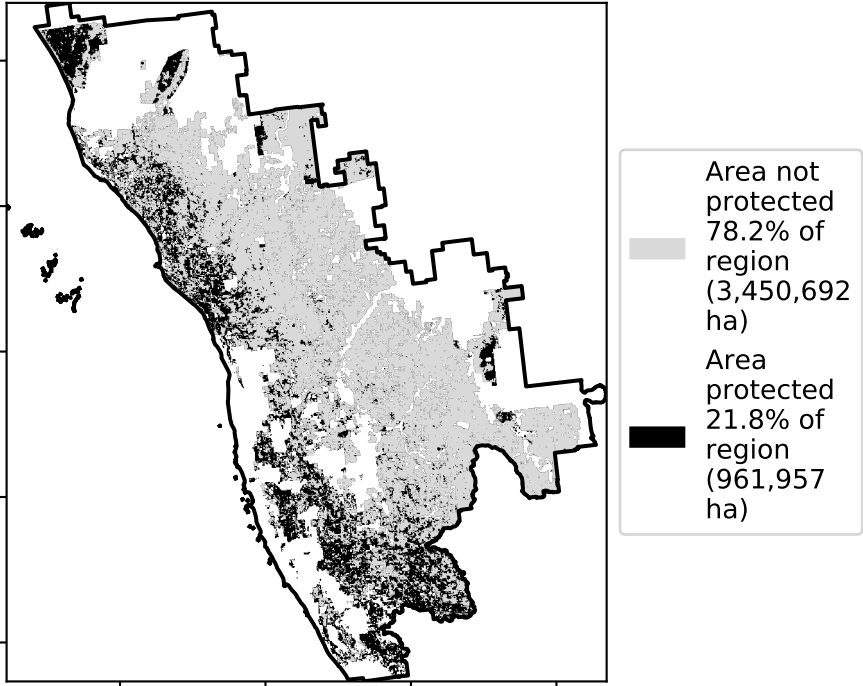 Area not
protected
78.2% of
region
(3,450,692
ha)
Area
protected
21.8% of
region
(961,957
ha)